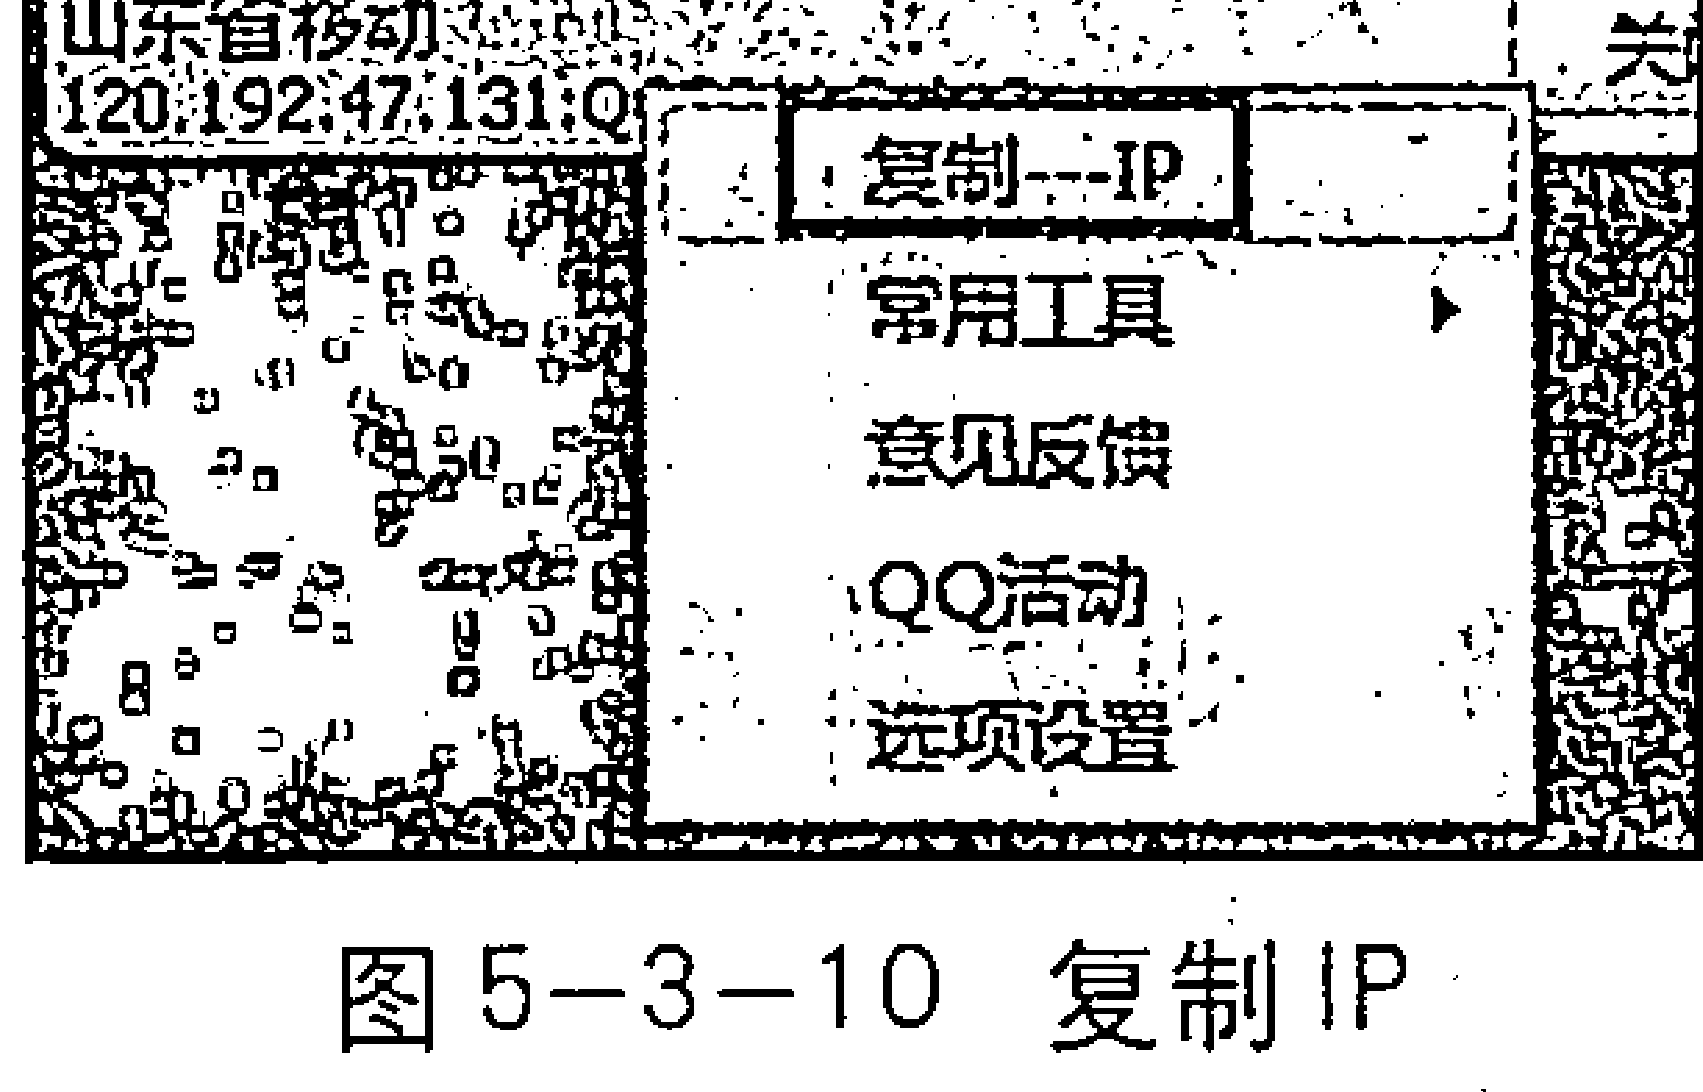 山东省移动
120.192.47.131:Q
关
复制---IP
常用工具
意见反馈
QQ活动
选项设置
图5-3-10 复制IP